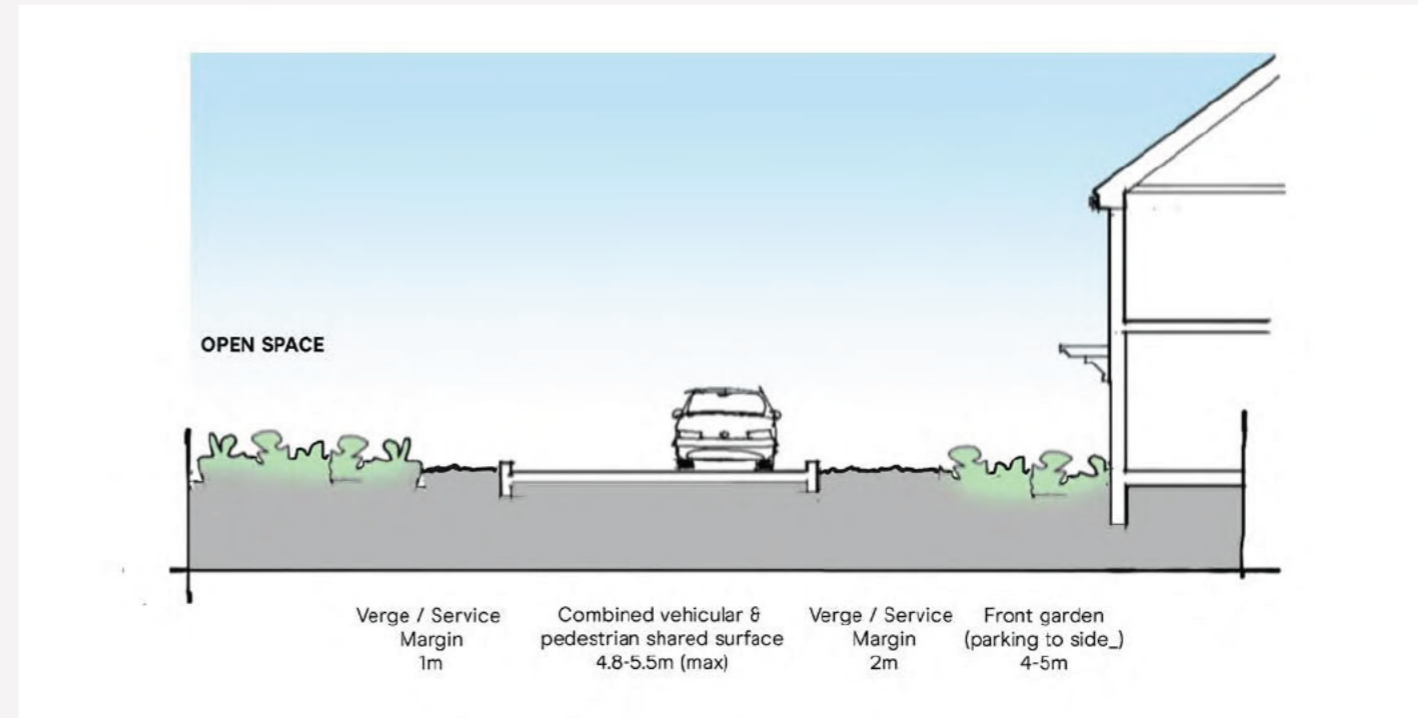 OPEN SPACE
Verge / Service
Margin
1m
Combined vehicular &
pedestrian shared surface
4.8-5.5m (max)
Verge / Service
Margin
2m
Front garden
(parking to side_)
4-5m